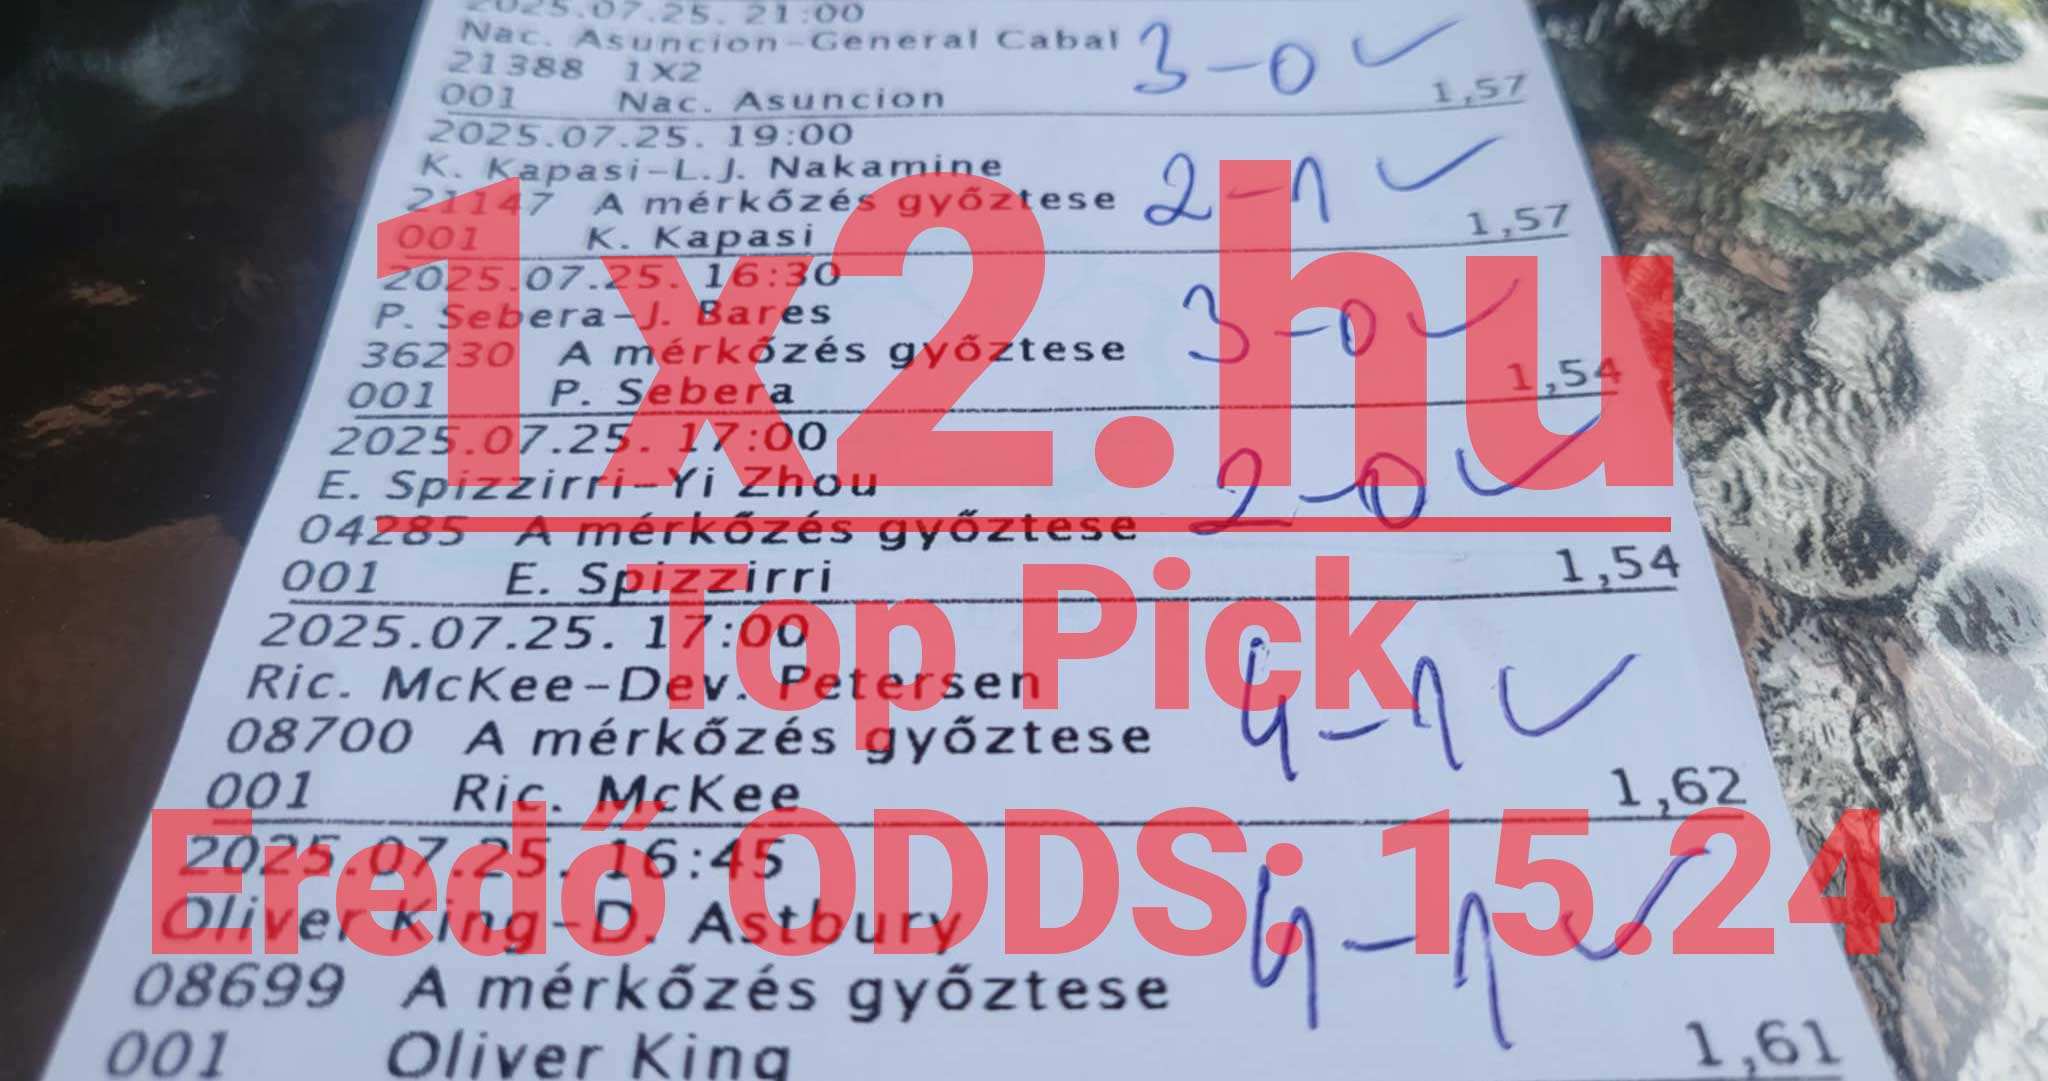 2025.07.25. 21:00
Nac. Asuncion-General Cabal
21388 1X2
3-0 ✓
001 Nac. Asuncion 1,57
2025.07.25. 19:00
K. Kapasi-L.J. Nakamine
21147 A mérkőzés győztese
2-1 ✓
001 K. Kapasi 1,57
2025.07.25. 16:30
P. Sebera-J. Bares
36230 A mérkőzés győztese
3-0 ✓
001 P. Sebera 1,54
2025.07.25. 17:00
E. Spizzirri-Yi Zhou
04285 A mérkőzés győztese
2-0 ✓
001 E. Spizzirri 1,54
2025.07.25. 17:00
Ric. McKee-Dev. Petersen
08700 A mérkőzés győztese
4-1 ✓
001 Ric. McKee 1,62
2025.07.25. 16:45
Oliver King-D. Astbury
08699 A mérkőzés győztese
4-1 ✓
001 Oliver King 1,61
1x2.hu
Top Pick
Eredő ODDS: 15.24